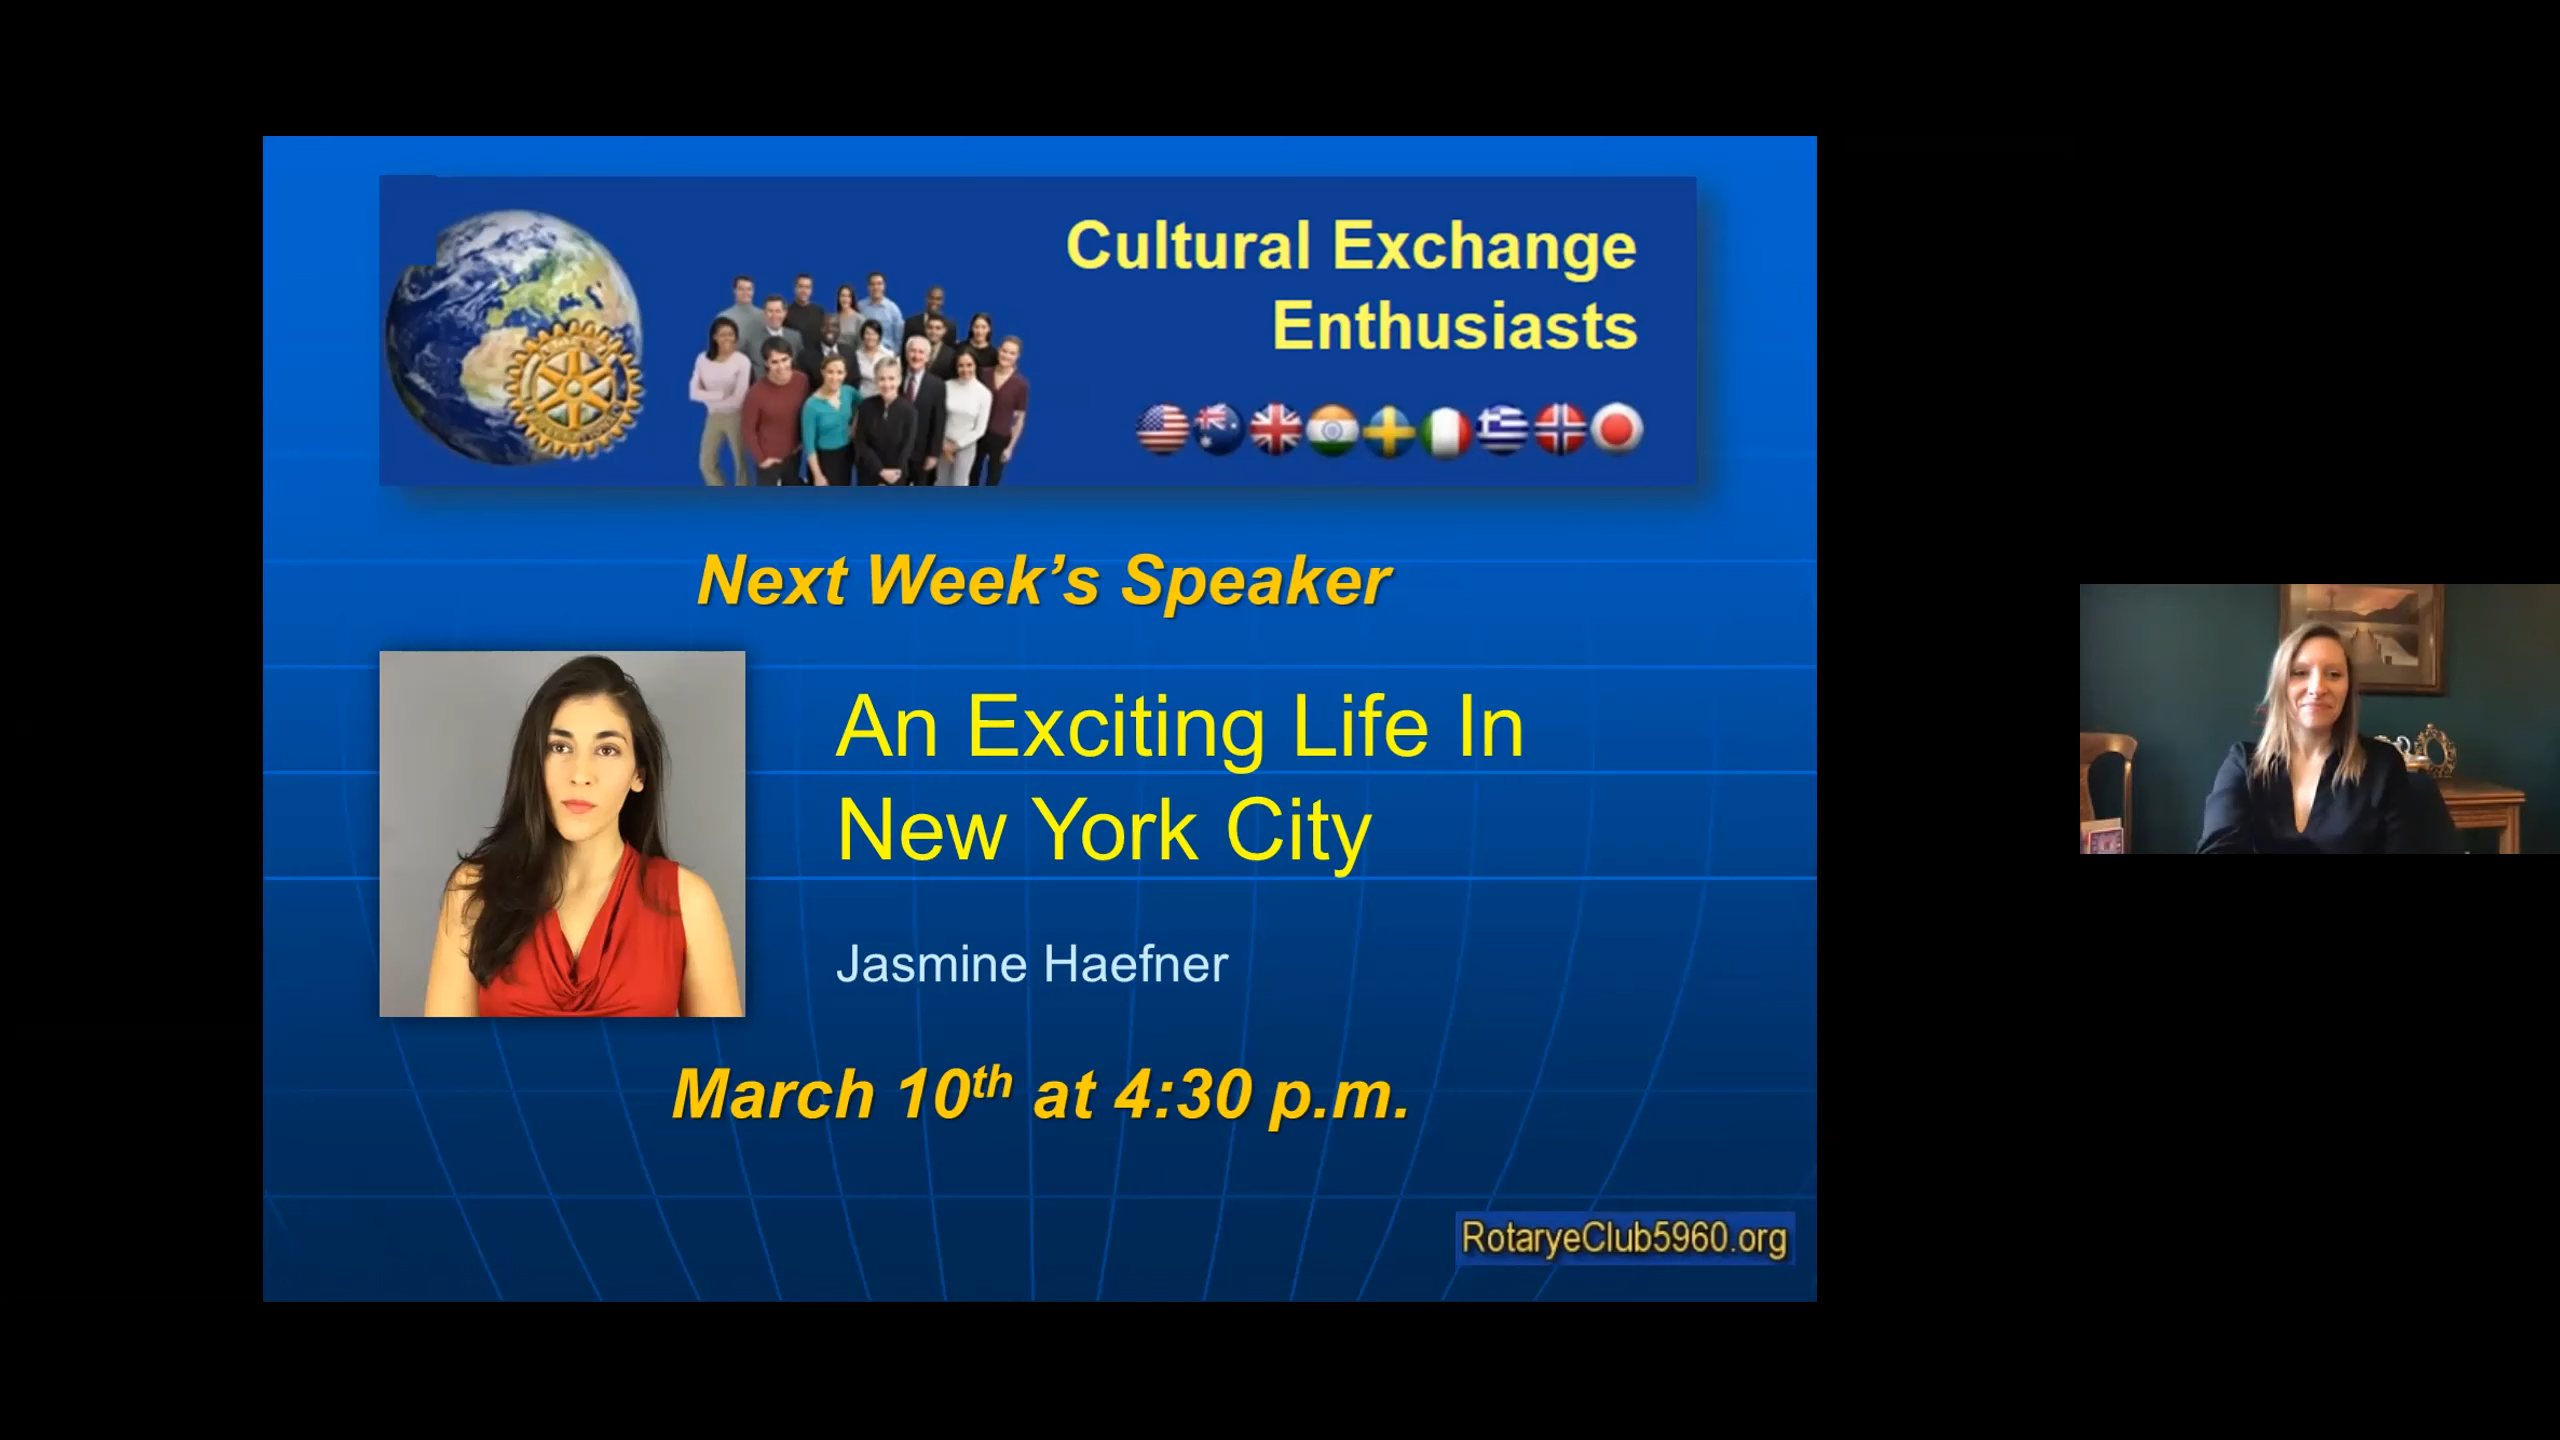 Cultural Exchange
Enthusiasts
Next Week’s Speaker
An Exciting Life In
New York City
Jasmine Haefner
March 10th at 4:30 p.m.
RotaryeClub5960.org